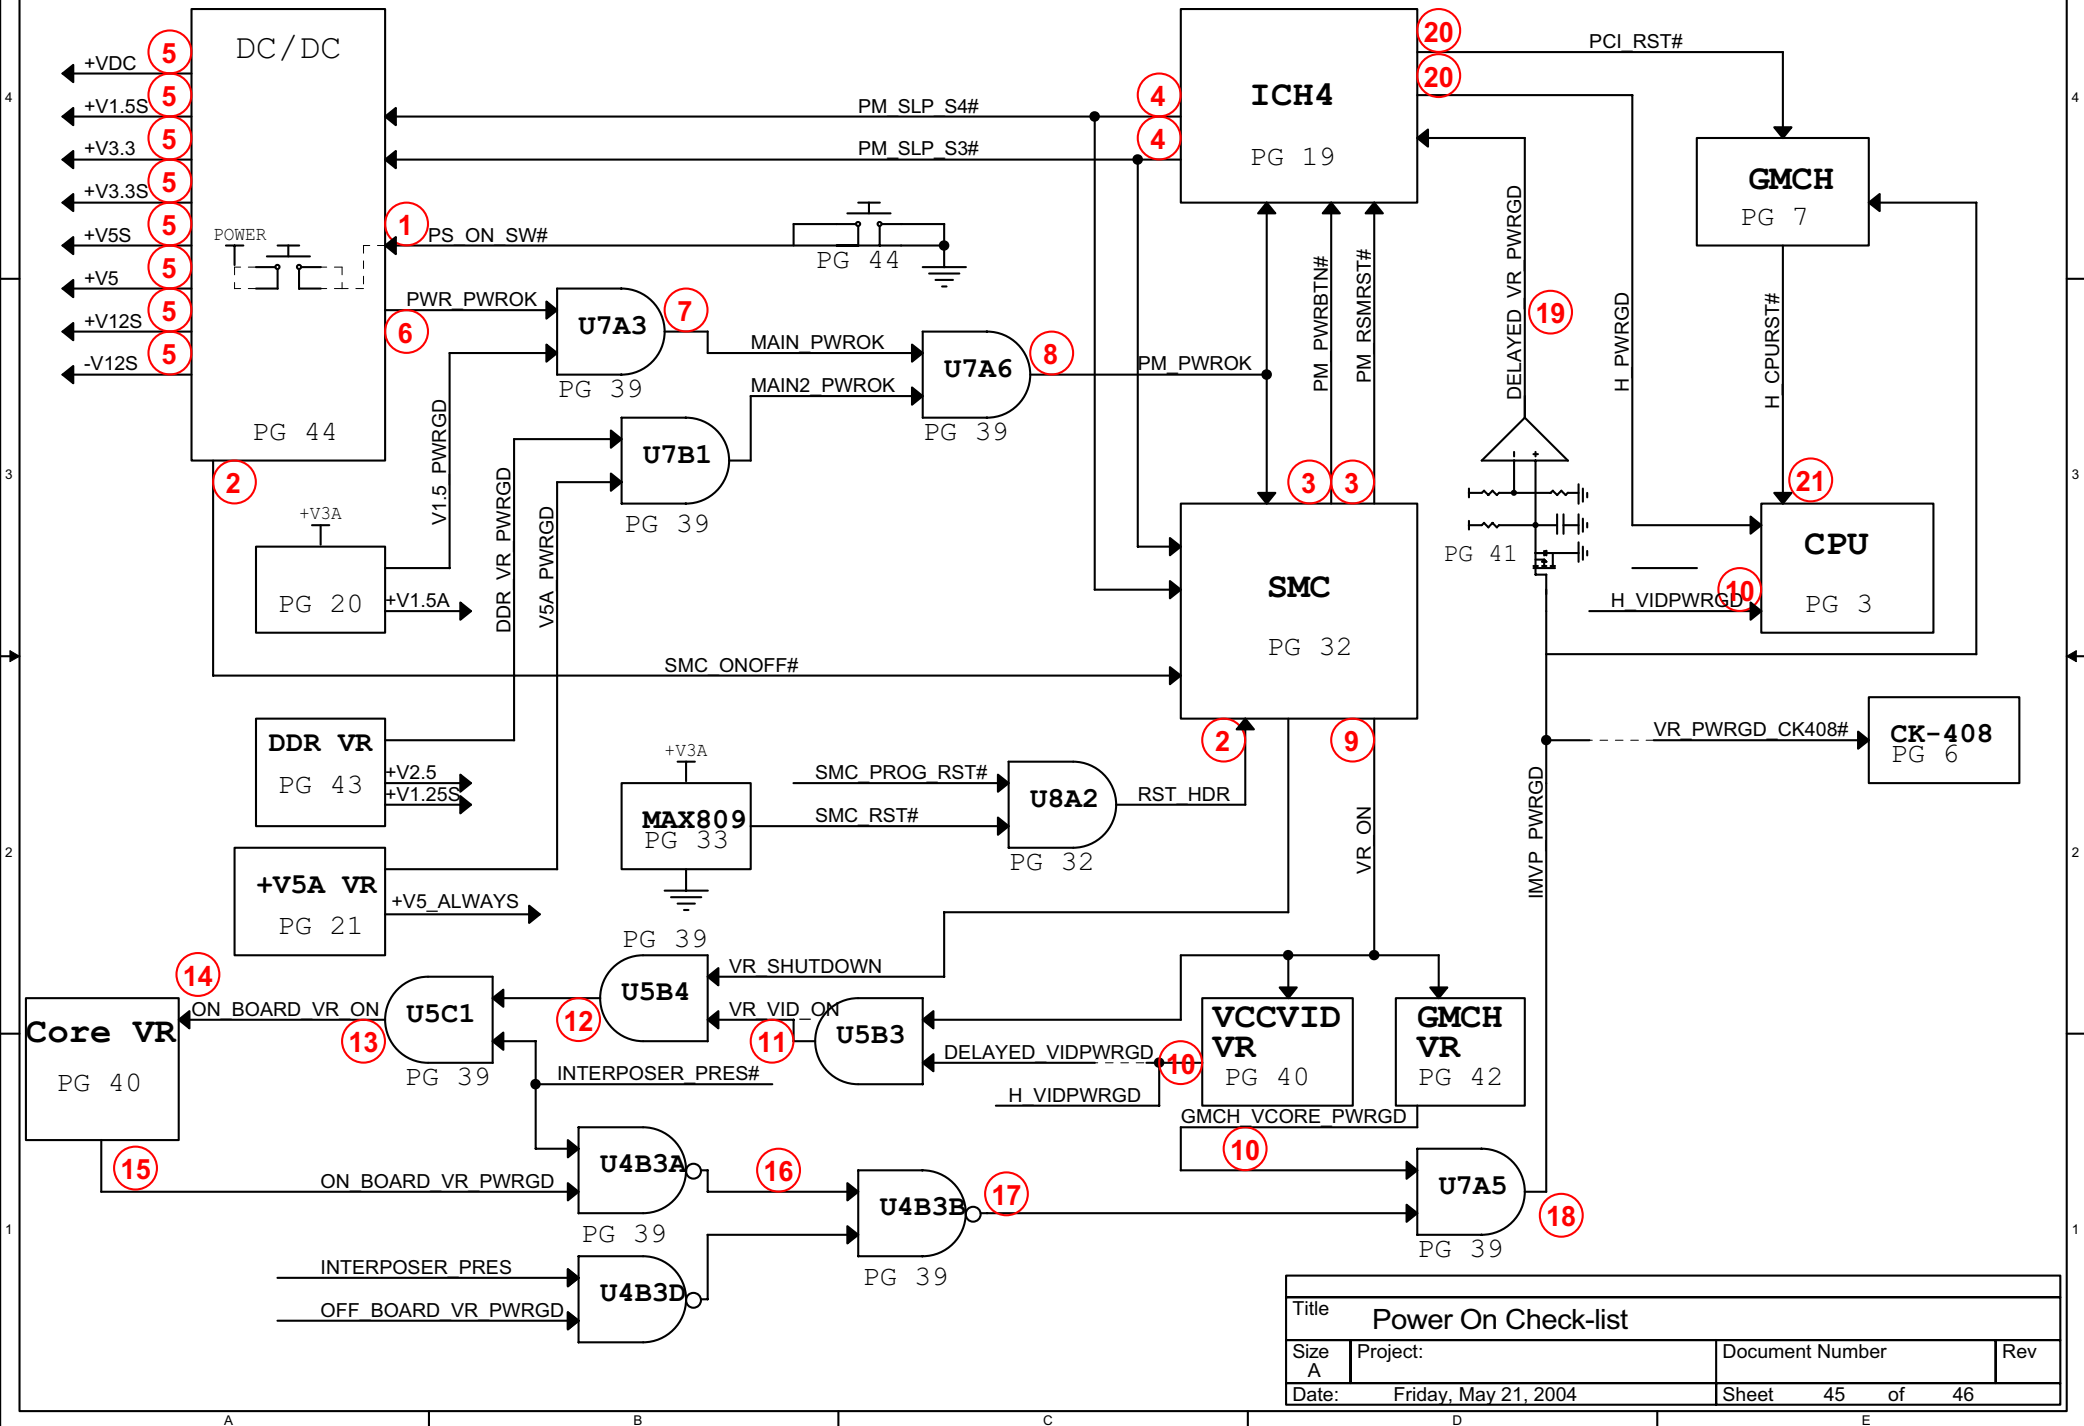 DC/DC
+VDC
5
+V1.5S
5
+V3.3
5
+V3.3S
5
+V5S
5
+V5
5
+V12S
5
-V12S
5
POWER
PG 44
1
PS_ON_SW#
PG 44
PWR_PWROK
6
2
PM_SLP_S4#
4
PM_SLP_S3#
4
ICH4
PG 19
20
20
PCI_RST#
GMCH
PG 7
DELAYED_VR_PWRGD
19
H_PWRGD
H_CPURST#
PM_PWRBTN#
PM_RSMRST#
U7A3
PG 39
7
MAIN_PWROK
MAIN2_PWROK
U7A6
PG 39
8
PM_PWROK
U7B1
PG 39
V1.5_PWRGD
DDR_VR_PWRGD
V5A_PWRGD
+V3A
PG 20
+V1.5A
3
3
SMC
PG 32
PG 41
21
CPU
PG 3
10
H_VIDPWRGD
SMC_ONOFF#
DDR VR
PG 43
+V2.5
+V1.25S
+V5A VR
PG 21
+V5_ALWAYS
+V3A
MAX809
PG 33
SMC_PROG_RST#
SMC_RST#
U8A2
PG 32
RST_HDR
2
9
VR_ON
IMVP_PWRGD
VR_PWRGD_CK408#
CK-408
PG 6
14
ON_BOARD_VR_ON
Core VR
PG 40
13
U5C1
PG 39
12
PG 39
U5B4
VR_SHUTDOWN
VR_VID_ON
11
U5B3
DELAYED_VIDPWRGD
10
H_VIDPWRGD
VCCVID
VR
PG 40
GMCH
VR
PG 42
INTERPOSER_PRES#
GMCH_VCORE_PWRGD
10
15
ON_BOARD_VR_PWRGD
U4B3A
PG 39
16
U4B3B
PG 39
17
U7A5
PG 39
18
INTERPOSER_PRES
OFF_BOARD_VR_PWRGD
U4B3D
Title
Power On Check-list
Size
A
Project:
Document Number
Rev
Date:
Friday, May 21, 2004
Sheet 45 of 46
4
3
2
1
4
3
2
1
A
B
C
D
E